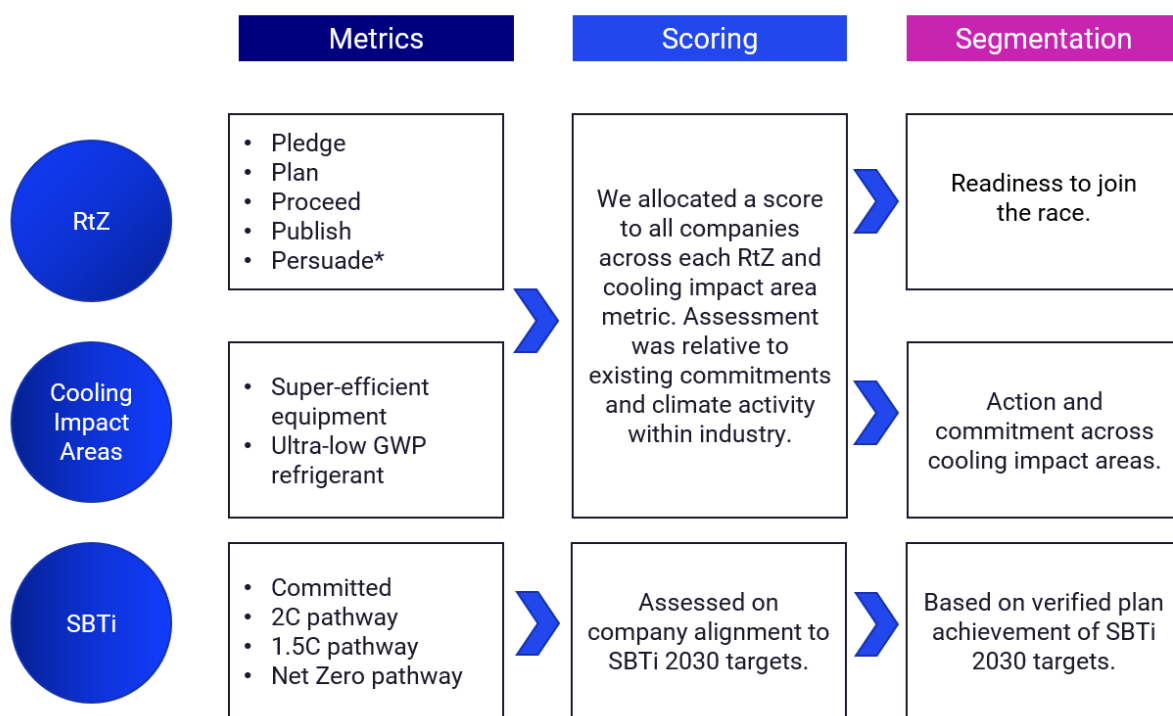 Metrics
Scoring
Segmentation
RtZ
• Pledge
• Plan
• Proceed
• Publish
• Persuade*
We allocated a score
to all companies
across each RtZ and
cooling impact area
metric. Assessment
was relative to
existing commitments
and climate activity
within industry.
Readiness to join
the race.
Cooling
Impact
Areas
• Super-efficient
equipment
• Ultra-low GWP
refrigerant
Action and
commitment across
cooling impact areas.
SBTi
• Committed
• 2C pathway
• 1.5C pathway
• Net Zero pathway
Assessed on
company alignment to
SBTi 2030 targets.
Based on verified plan
achievement of SBTi
2030 targets.